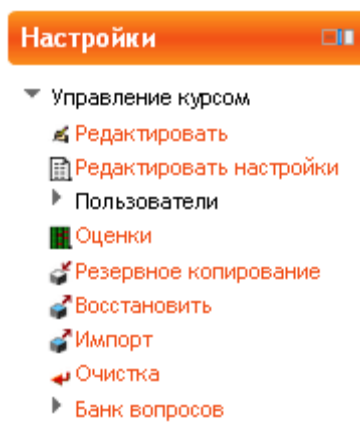 Настройки
Управление курсом
Редактировать
Редактировать настройки
Пользователи
Оценки
Резервное копирование
Восстановить
Импорт
Очистка
Банк вопросов